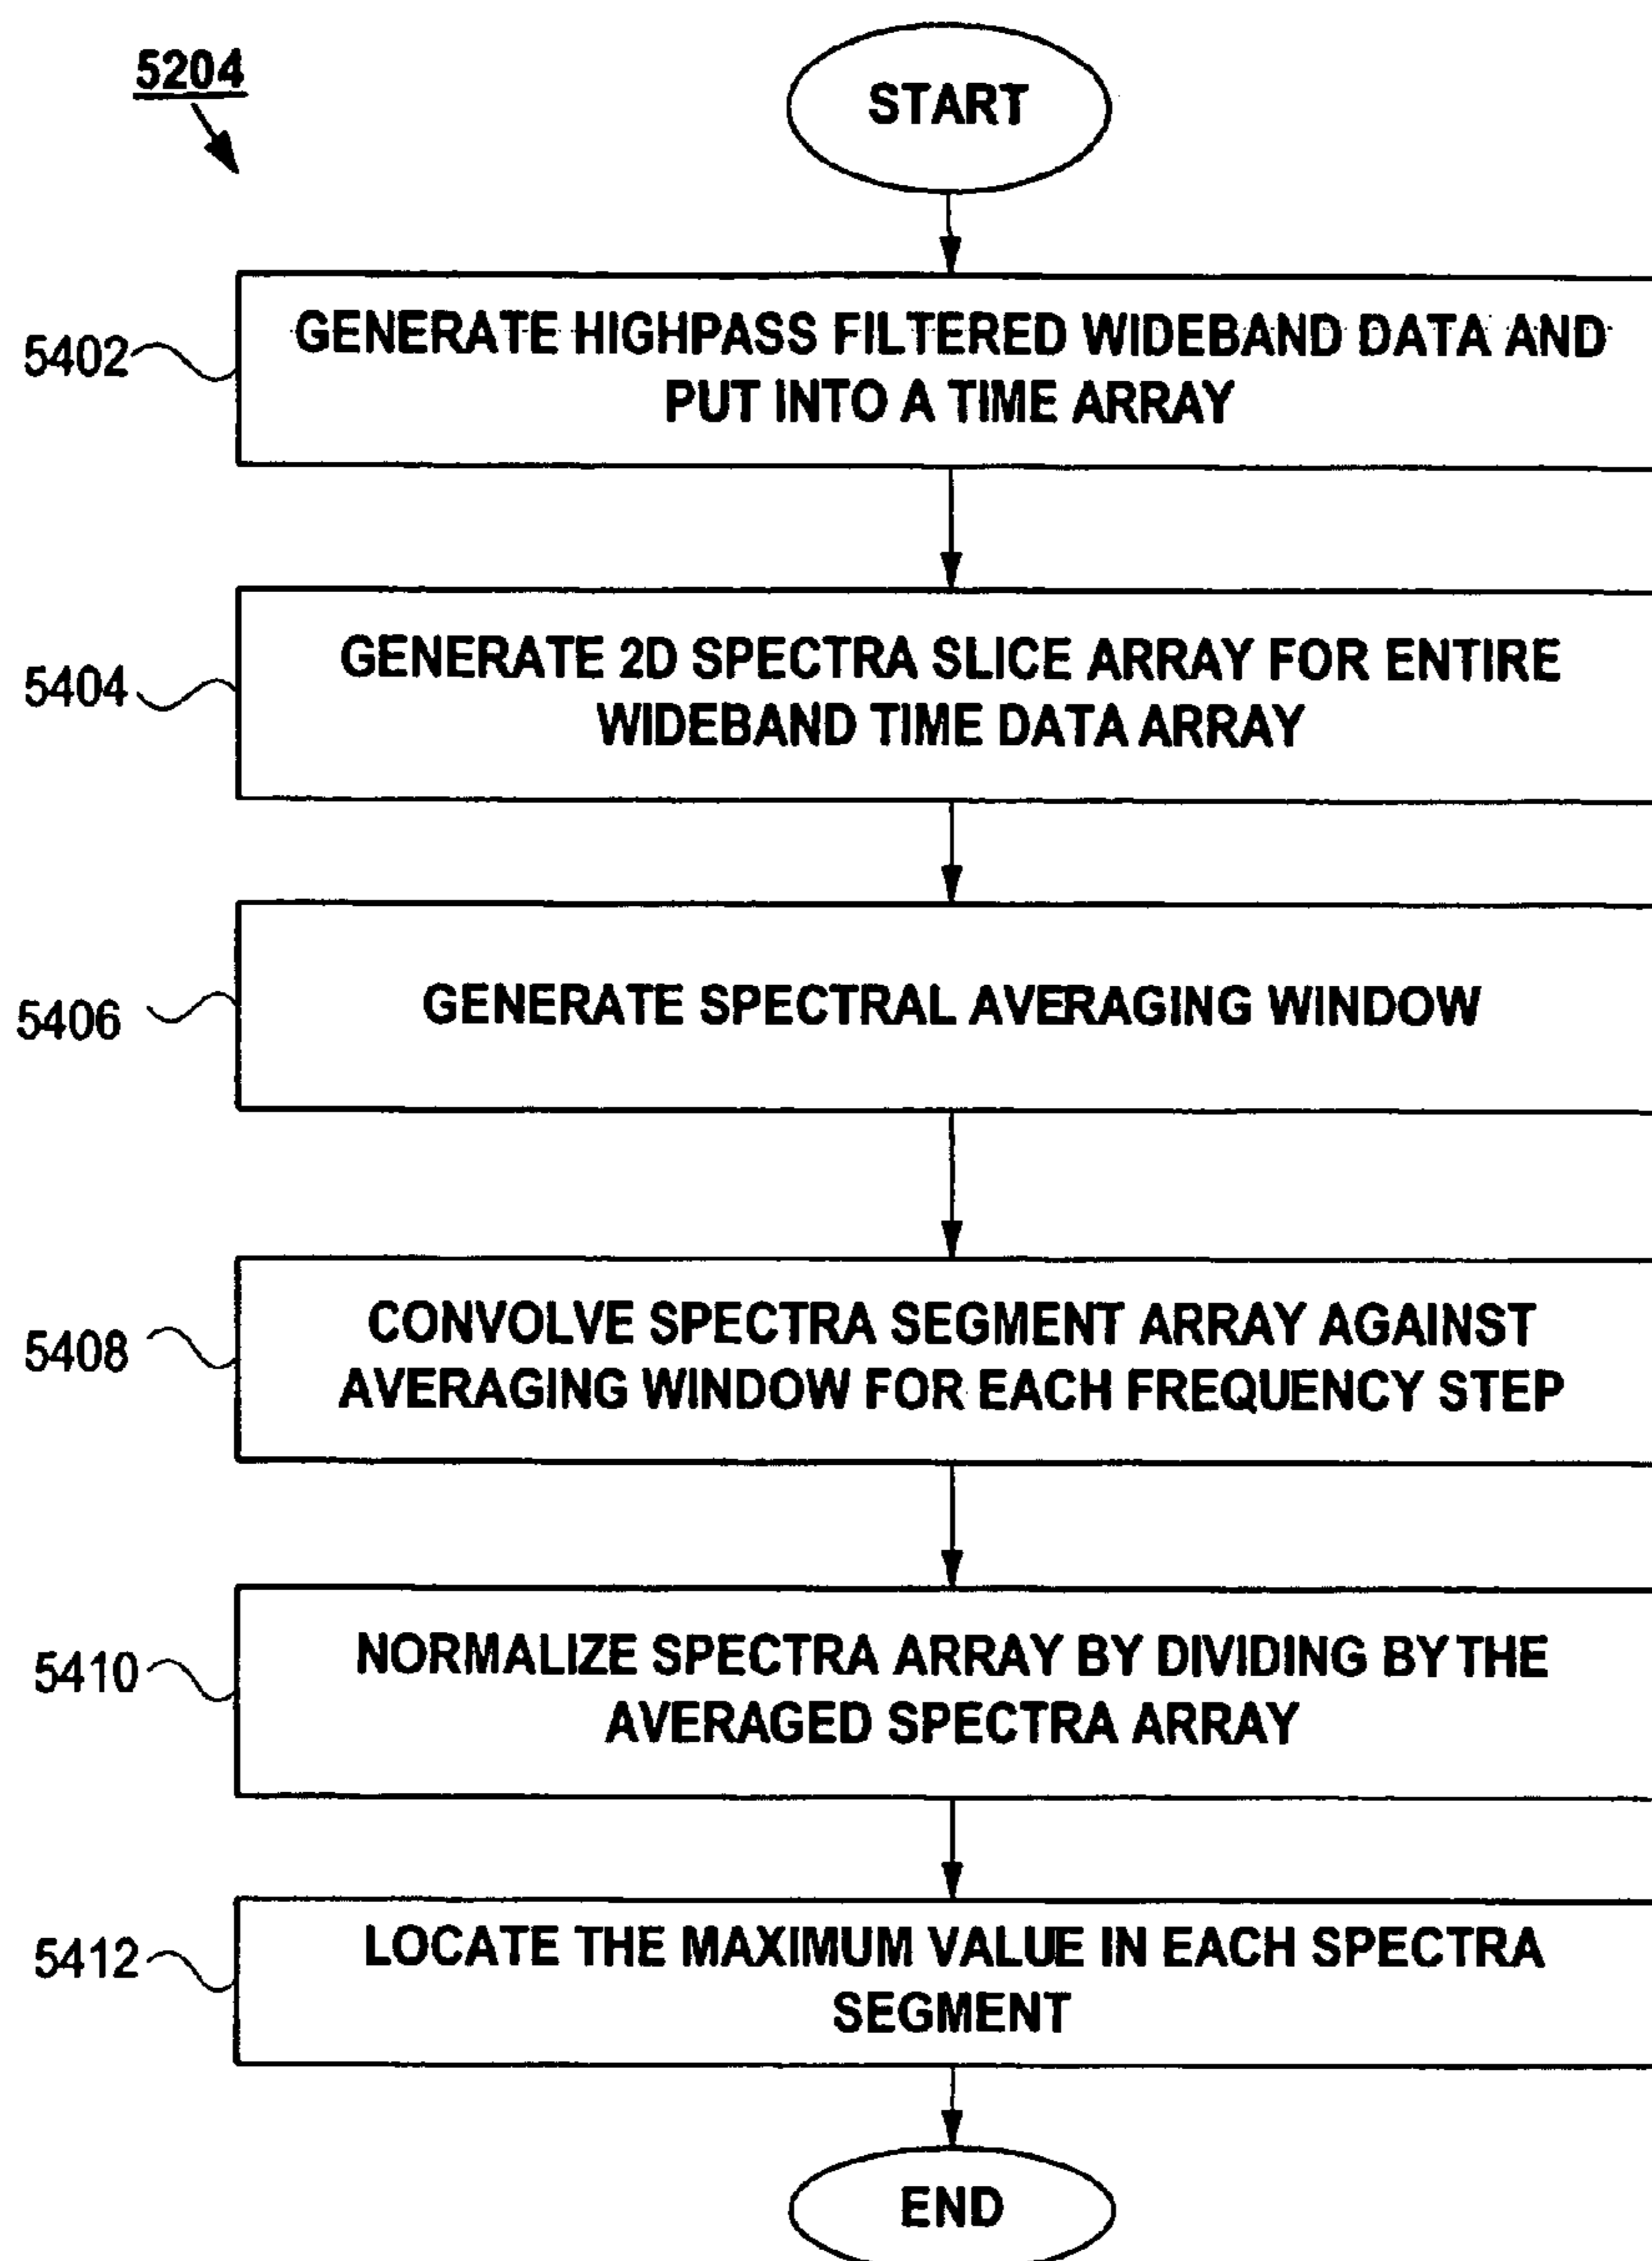 5204
START
5402
GENERATE HIGHPASS FILTERED WIDEBAND DATA AND
PUT INTO A TIME ARRAY
5404
GENERATE 2D SPECTRA SLICE ARRAY FOR ENTIRE
WIDEBAND TIME DATA ARRAY
5406
GENERATE SPECTRAL AVERAGING WINDOW
5408
CONVOLVE SPECTRA SEGMENT ARRAY AGAINST
AVERAGING WINDOW FOR EACH FREQUENCY STEP
5410
NORMALIZE SPECTRA ARRAY BY DIVIDING BY THE
AVERAGED SPECTRA ARRAY
5412
LOCATE THE MAXIMUM VALUE IN EACH SPECTRA
SEGMENT
END